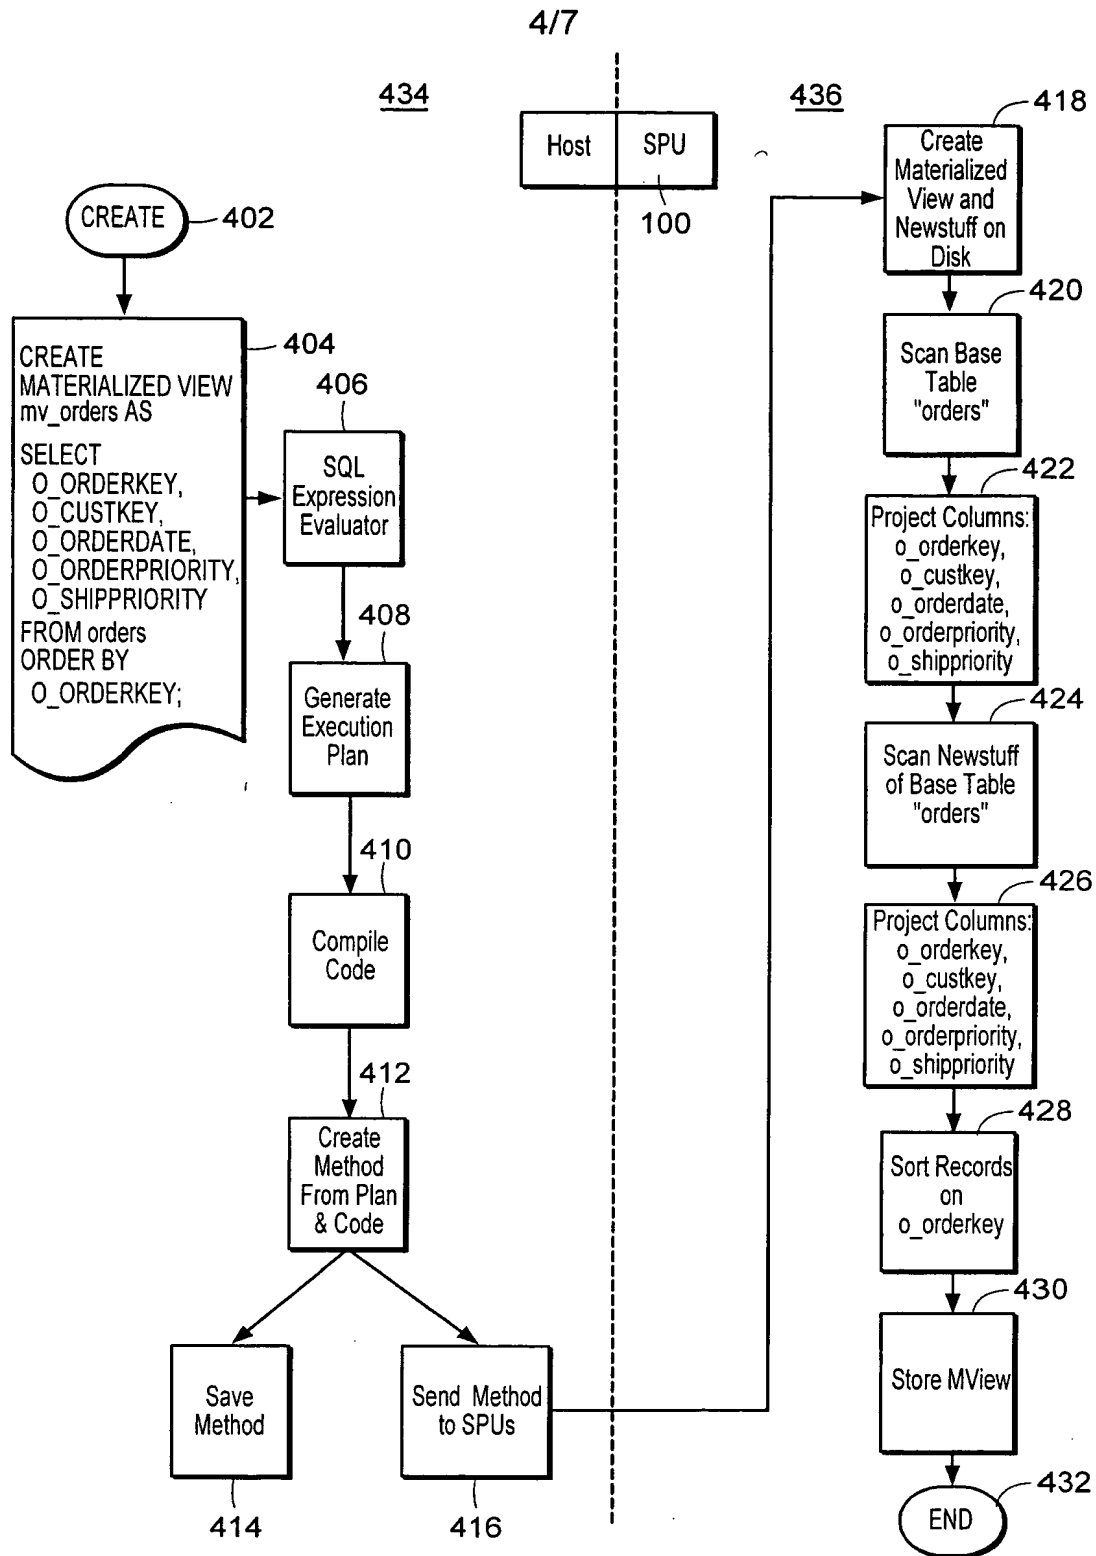 4/7
434
Host
SPU
100
436
CREATE
402
CREATE
MATERIALIZED VIEW
mv_orders AS
SELECT
O_ORDERKEY,
O_CUSTKEY,
O_ORDERDATE,
O_ORDERPRIORITY,
O_SHIPPRIORITY
FROM orders
ORDER BY
O_ORDERKEY;
404
406
SQL
Expression
Evaluator
408
Generate
Execution
Plan
410
Compile
Code
412
Create
Method
From Plan
& Code
Save
Method
414
Send Method
to SPUs
416
418
Create
Materialized
View and
Newstuff on
Disk
420
Scan Base
Table
"orders"
422
Project Columns:
o_orderkey,
o_custkey,
o_orderdate,
o_orderpriority,
o_shippriority
424
Scan Newstuff
of Base Table
"orders"
426
Project Columns:
o_orderkey,
o_custkey,
o_orderdate,
o_orderpriority,
o_shippriority
428
Sort Records
on
o_orderkey
430
Store MView
432
END